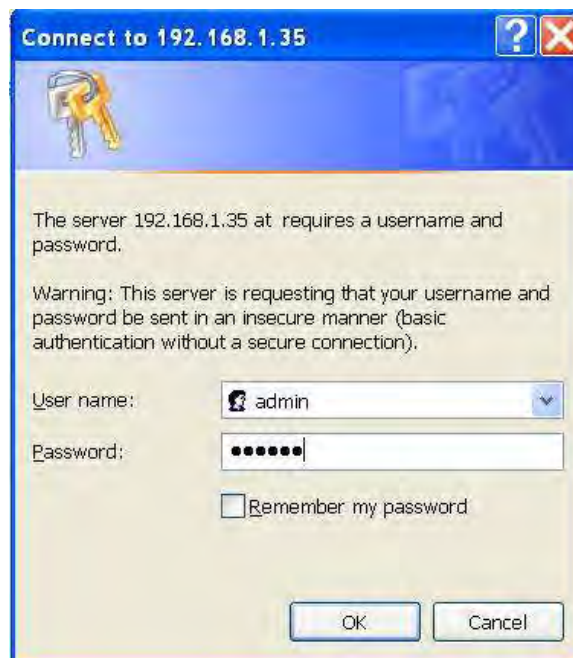 Connect to 192.168.1.35
The server 192.168.1.35 at requires a username and
password.
Warning: This server is requesting that your username and
password be sent in an insecure manner (basic
authentication without a secure connection).
User name:
admin
Password:
●●●●●●
Remember my password
OK
Cancel